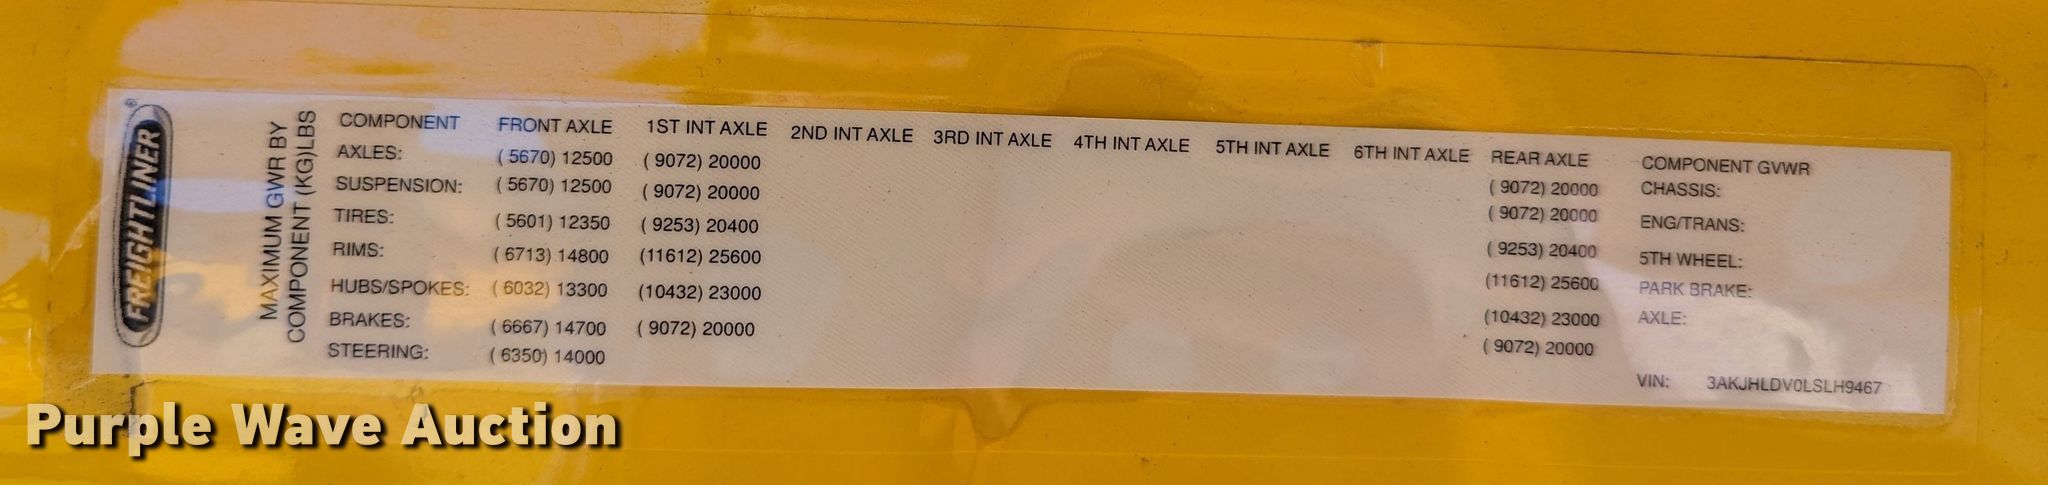 FREIGHTLINER
MAXIMUM GWR BY
COMPONENT (KG)LBS
COMPONENT FRONT AXLE 1ST INT AXLE 2ND INT AXLE 3RD INT AXLE 4TH INT AXLE 5TH INT AXLE 6TH INT AXLE REAR AXLE COMPONENT GVWR
AXLES: ( 5670) 12500 ( 9072) 20000 ( 9072) 20000 CHASSIS:
SUSPENSION: ( 5670) 12500 ( 9072) 20000 ( 9072) 20000 ENG/TRANS:
TIRES: ( 5601) 12350 ( 9253) 20400 ( 9253) 20400 5TH WHEEL:
RIMS: ( 6713) 14800 (11612) 25600 (11612) 25600 PARK BRAKE:
HUBS/SPOKES: ( 6032) 13300 (10432) 23000 (10432) 23000 AXLE:
BRAKES: ( 6667) 14700 ( 9072) 20000 ( 9072) 20000
STEERING: ( 6350) 14000
VIN: 3AKJHLDV0LSLH9467
Purple Wave Auction